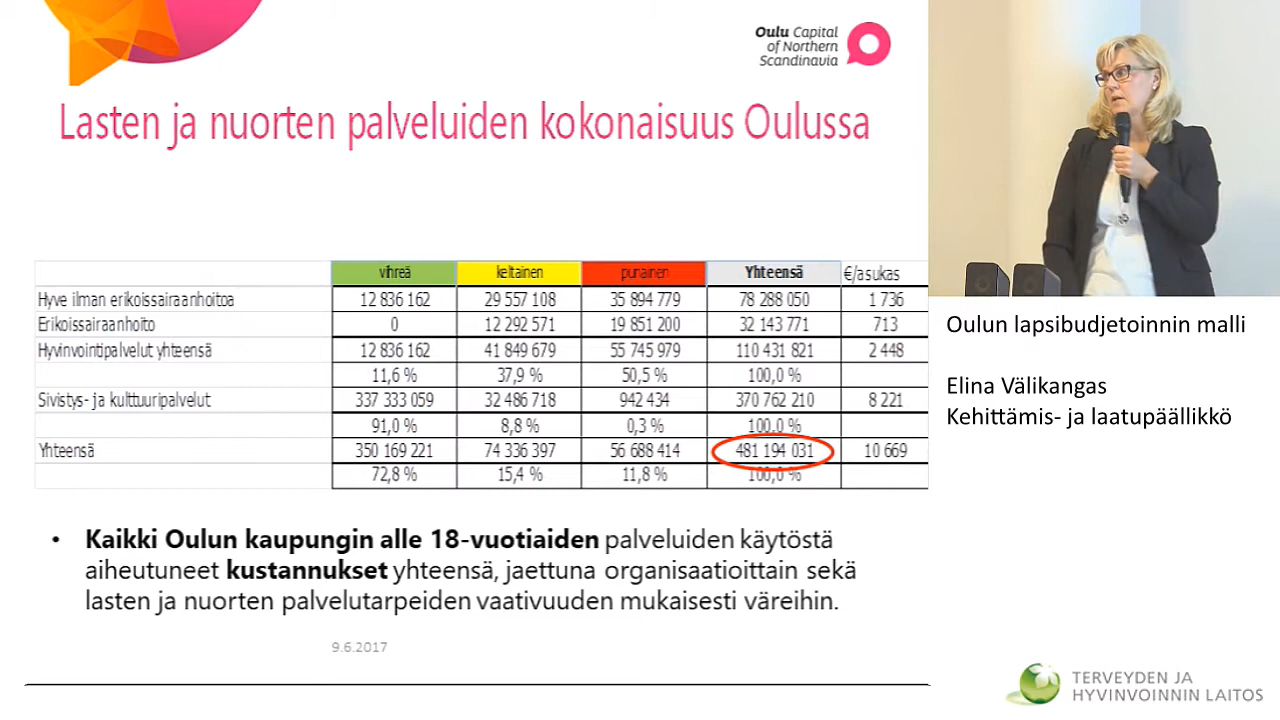 Oulu Capital
of Northern
Scandinavia
Lasten ja nuorten palveluiden kokonaisuus Oulussa
vihreä keltainen punainen Yhteensä €/asukas
Hyve ilman erikoissairaanhoitoa 12 836 162 29 557 108 35 894 779 78 288 050 1 736
Erikoissairaanhoito 0 12 292 571 19 851 200 32 143 771 713
Hyvinvointipalvelut yhteensä 12 836 162 41 849 679 55 745 979 110 431 821 2 448
11,6 % 37,9 % 50,5 % 100,0 %
Sivistys- ja kulttuuripalvelut 337 333 059 32 486 718 942 434 370 762 210 8 221
91,0 % 8,8 % 0,3 % 100,0 %
Yhteensä 350 169 221 74 336 397 56 688 414 481 194 031 10 669
72,8 % 15,4 % 11,8 % 100,0 %
• Kaikki Oulun kaupungin alle 18-vuotiaiden palveluiden käytöstä
aiheutuneet kustannukset yhteensä, jaettuna organisaatioittain sekä
lasten ja nuorten palvelutarpeiden vaativuuden mukaisesti väreihin.
9.6.2017
Oulun lapsibudjetoinnin malli
Elina Välikangas
Kehittämis- ja laatupäällikkö
TERVEYDEN JA
HYVINVOINNIN LAITOS